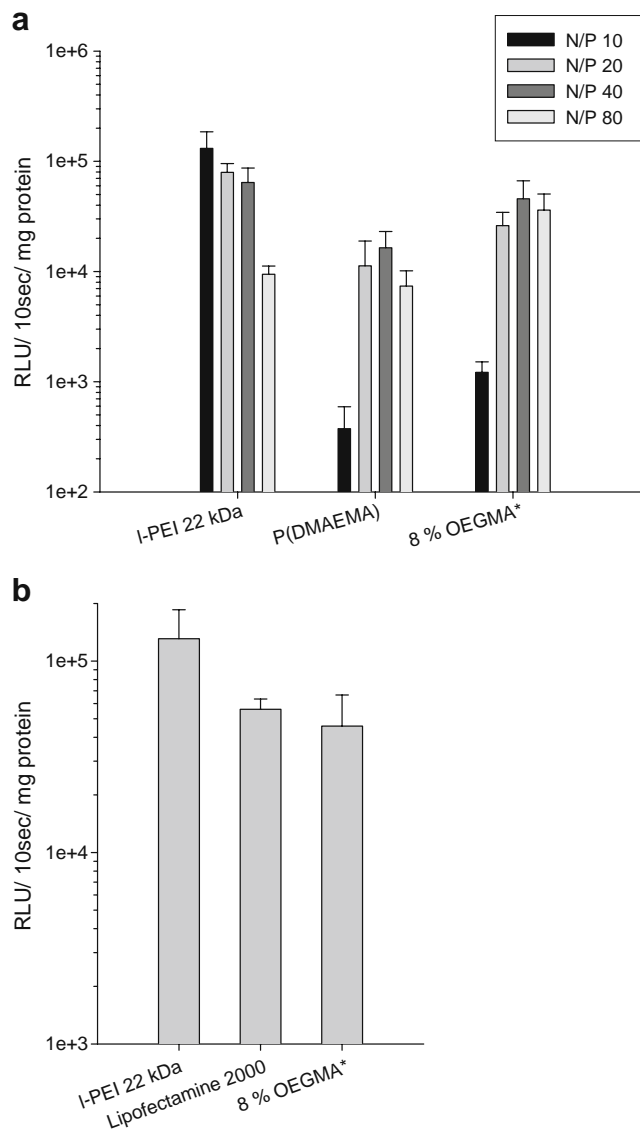 a
N/P 10
N/P 20
N/P 40
N/P 80
1e+6
1e+5
1e+4
1e+3
1e+2
RLU/ 10sec/ mg protein
l-PEI 22 kDa
P(DMAEMA)
8 % OEGMA*
b
1e+5
1e+4
1e+3
RLU/ 10sec/ mg protein
l-PEI 22 kDa
Lipofectamine 2000
8 % OEGMA*